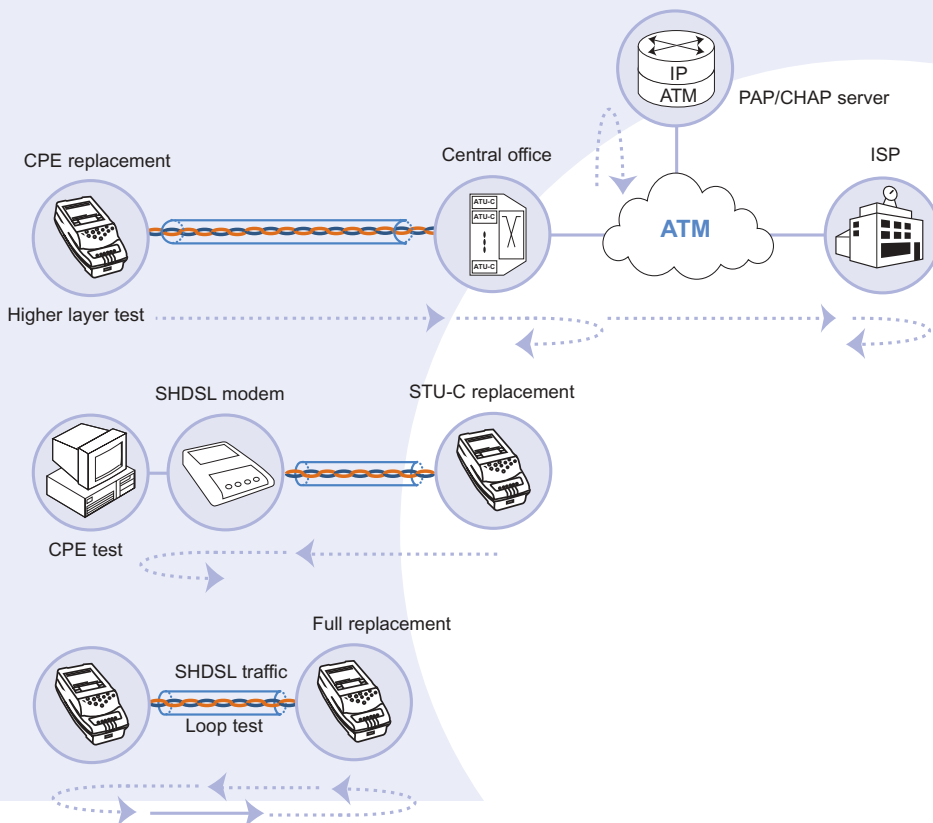 IP
ATM
PAP/CHAP server
CPE replacement
Central office
ISP
ATU-C
ATU-C
ATU-C
ATM
Higher layer test
SHDSL modem
STU-C replacement
CPE test
Full replacement
SHDSL traffic
Loop test